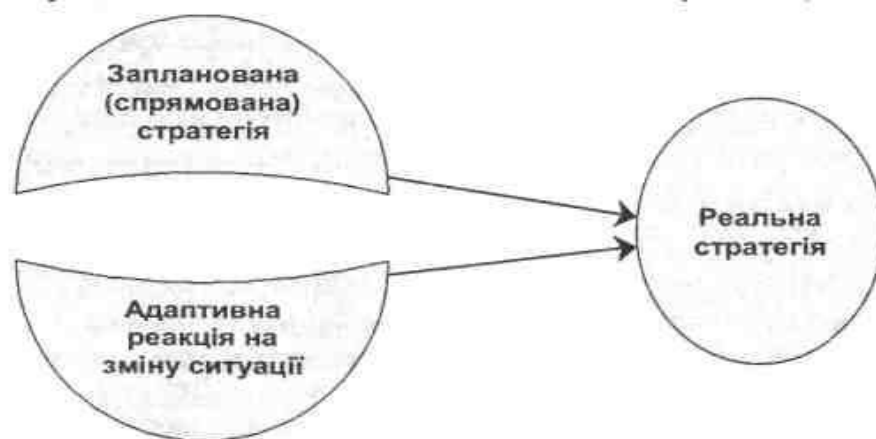 Запланована
(спрямована)
стратегія
Реальна
стратегія
Адаптивна
реакція на
зміну ситуації